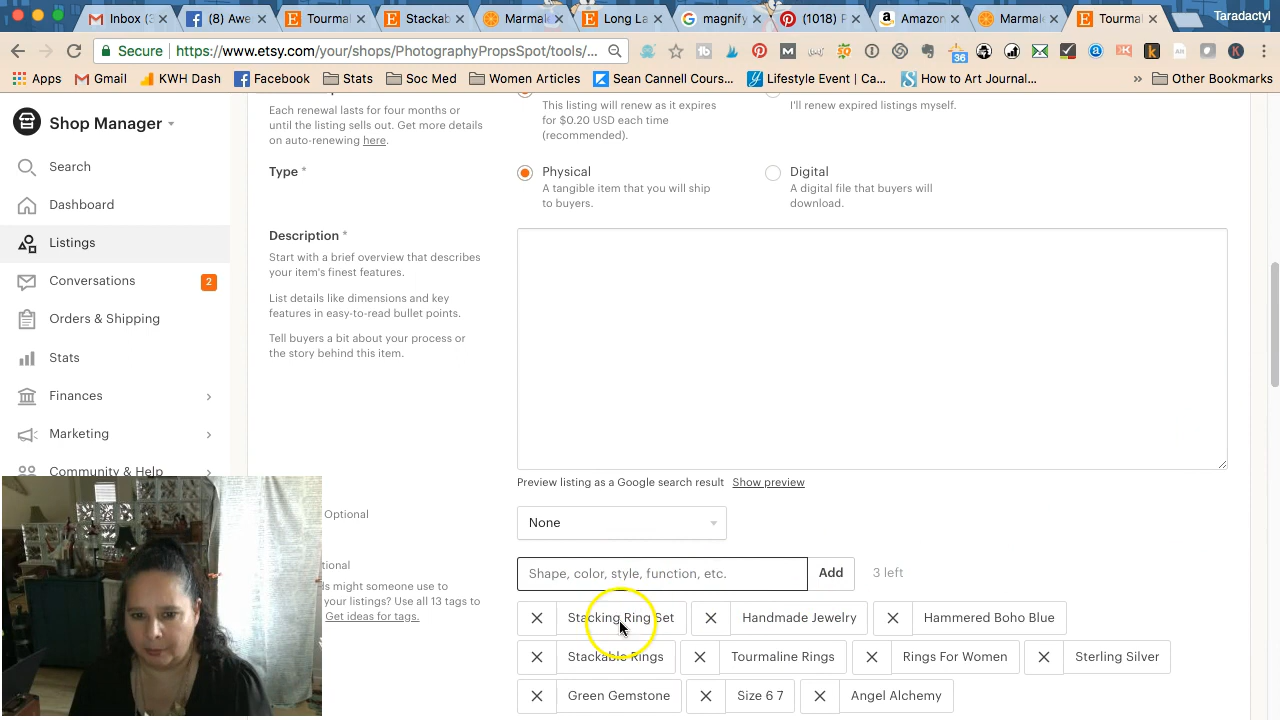 Inbox (3
(8) Awe
Tourmal
Stackab
Marmal
Long La
magnify
(1018) P
Amazon
Marmal
Tourmal
Taradactyl
Secure
https://www.etsy.com/your/shops/PhotographyPropsSpot/tools/...
36
Apps
Gmail
KWH Dash
Facebook
Stats
Soc Med
Women Articles
Sean Cannell Cours...
Lifestyle Event | Ca...
How to Art Journal...
»
Other Bookmarks
Shop Manager
Search
Dashboard
Listings
Conversations
2
Orders & Shipping
Stats
Finances
Marketing
Community & Help
Each renewal lasts for four months or
until the listing sells out. Get more details
on auto-renewing here.
This listing will renew as it expires
for $0.20 USD each time
(recommended).
I'll renew expired listings myself.
Type *
Physical
A tangible item that you will ship
to buyers.
Digital
A digital file that buyers will
download.
Description *
Start with a brief overview that describes
your item's finest features.
List details like dimensions and key
features in easy-to-read bullet points.
Tell buyers a bit about your process or
the story behind this item.
Preview listing as a Google search result Show preview
Optional
None
tional
ds might someone use to
your listings? Use all 13 tags to
Get ideas for tags.
Shape, color, style, function, etc.
Add
3 left
Stacking Ring Set
Handmade Jewelry
Hammered Boho Blue
Stackable Rings
Tourmaline Rings
Rings For Women
Sterling Silver
Green Gemstone
Size 6 7
Angel Alchemy